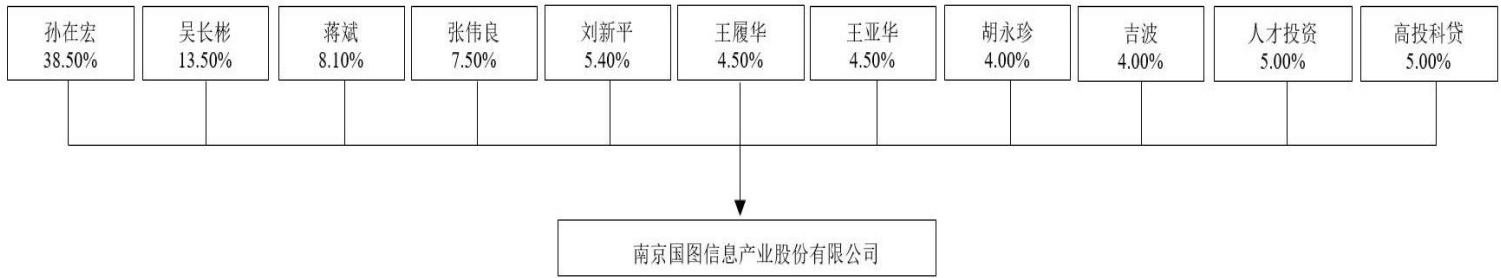 孙在宏
38.50%
吴长彬
13.50%
蒋斌
8.10%
张伟良
7.50%
刘新平
5.40%
王履华
4.50%
王亚华
4.50%
胡永珍
4.00%
吉波
4.00%
人才投资
5.00%
高投科贷
5.00%
南京国图信息产业股份有限公司